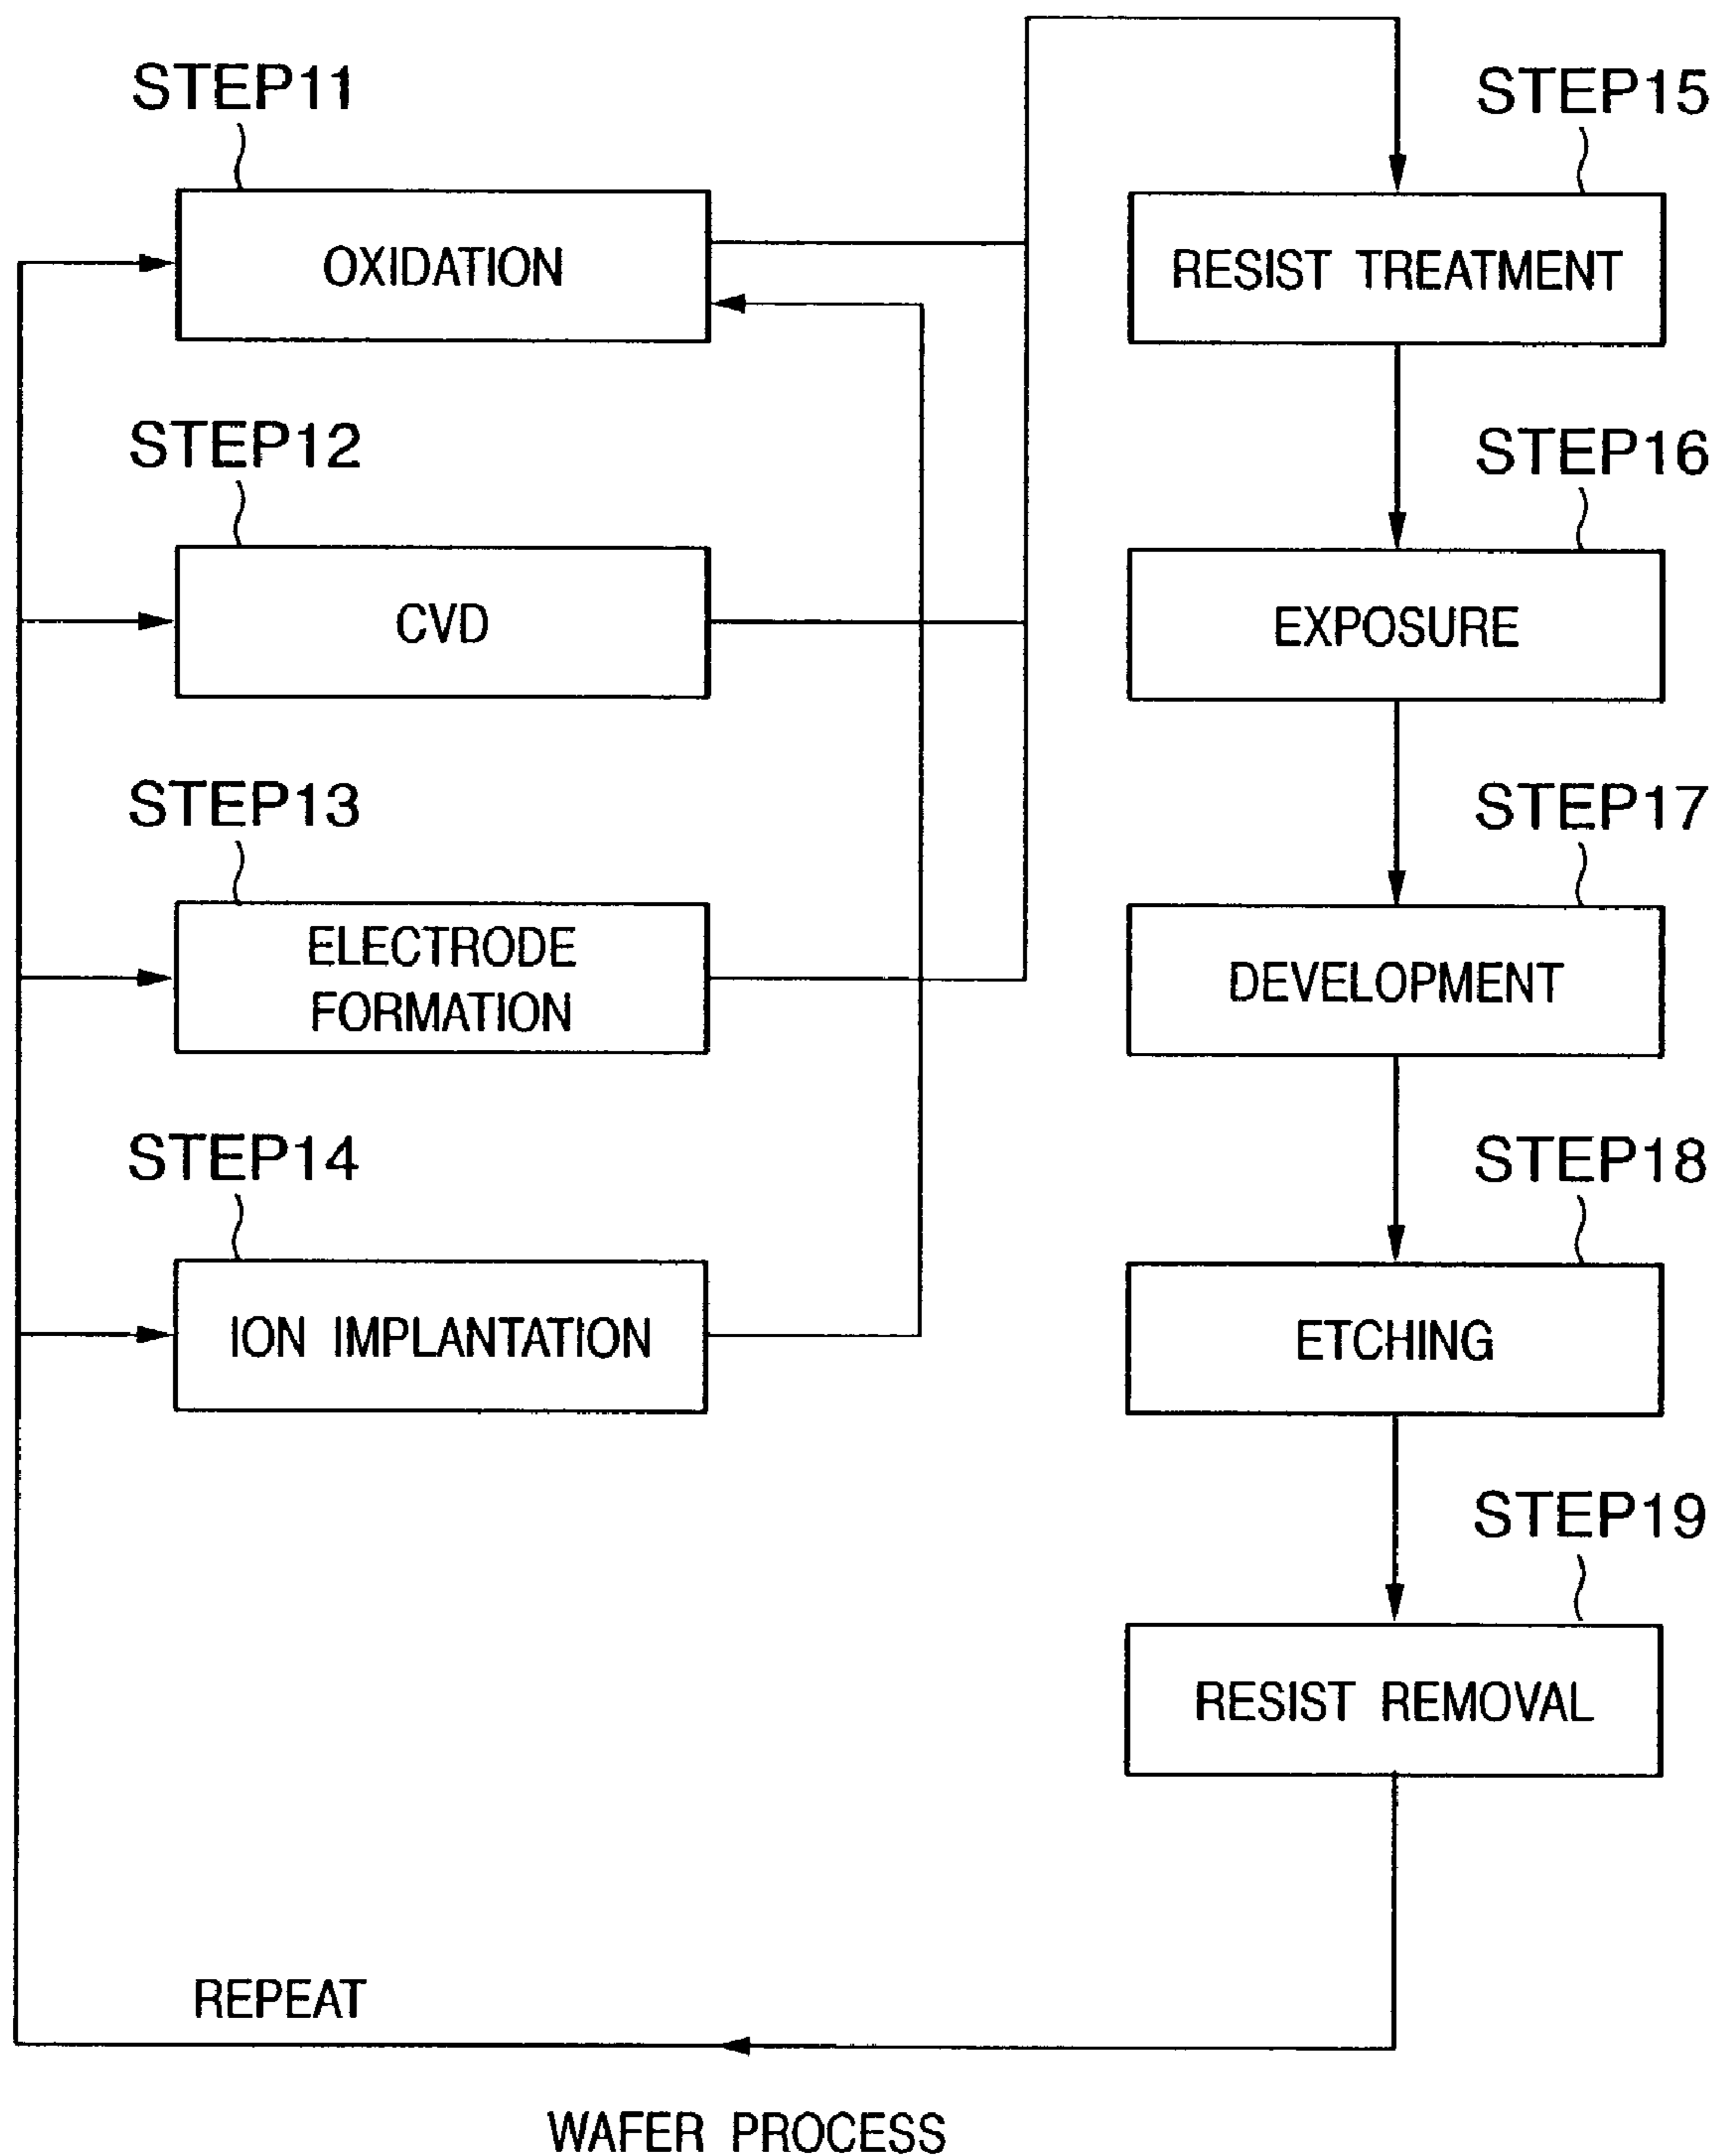 STEP11
OXIDATION
STEP12
CVD
STEP13
ELECTRODE
FORMATION
STEP14
ION IMPLANTATION
STEP15
RESIST TREATMENT
STEP16
EXPOSURE
STEP17
DEVELOPMENT
STEP18
ETCHING
STEP19
RESIST REMOVAL
REPEAT
WAFER PROCESS